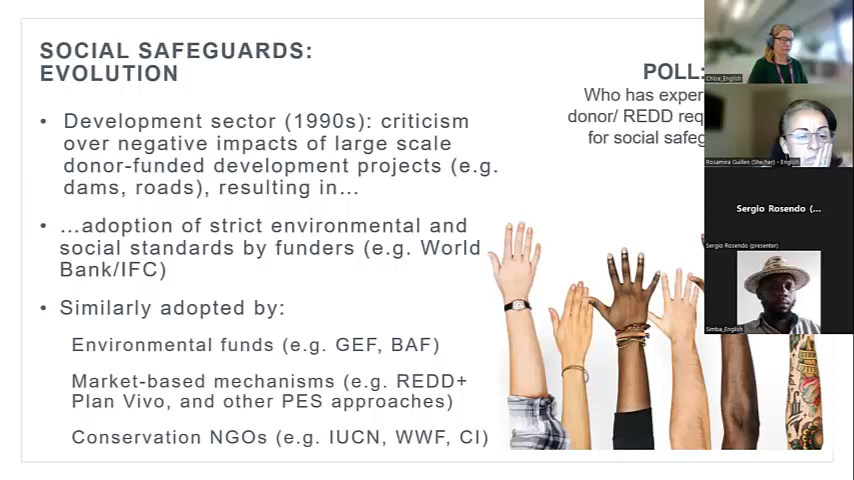 SOCIAL SAFEGUARDS:
EVOLUTION
• Development sector (1990s): criticism
over negative impacts of large scale
donor-funded development projects (e.g.
dams, roads), resulting in…
• …adoption of strict environmental and
social standards by funders (e.g. World
Bank/IFC)
• Similarly adopted by:
Environmental funds (e.g. GEF, BAF)
Market-based mechanisms (e.g. REDD+
Plan Vivo, and other PES approaches)
Conservation NGOs (e.g. IUCN, WWF, CI)
POLL:
Who has exper
donor/ REDD req
for social safeg
Chloe_English
Rosamira Guillen (She/her) - English
Sergio Rosendo (...
Sergio Rosendo (presenter)
Simba_English